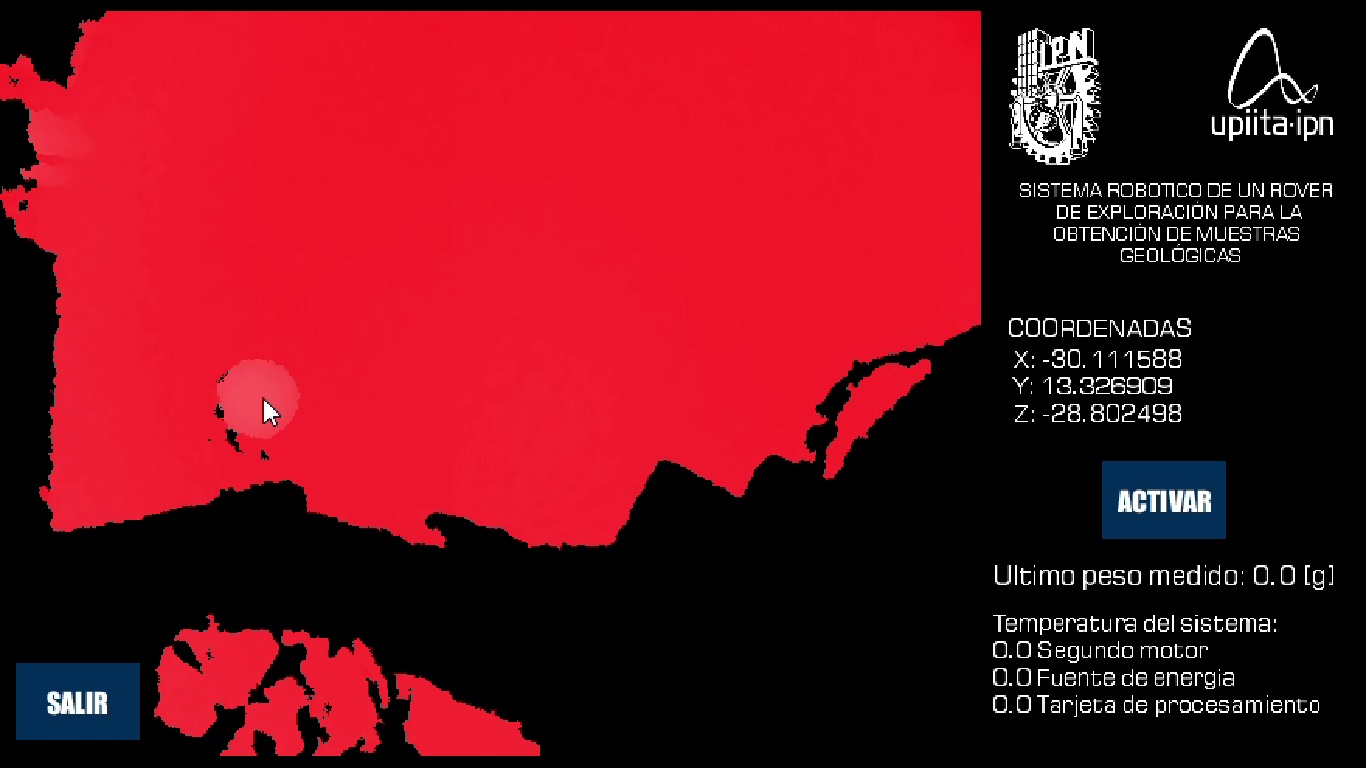 IPN
upiita·ipn
SISTEMA ROBOTICO DE UN ROVER
DE EXPLORACIÓN PARA LA
OBTENCIÓN DE MUESTRAS
GEOLÓGICAS
COORDENADAS
X: -30.111588
Y: 13.326909
Z: -28.802498
ACTIVAR
Ultimo peso medido: 0.0 [g]
Temperatura del sistema:
0.0 Segundo motor
0.0 Fuente de energia
0.0 Tarjeta de procesamiento
SALIR